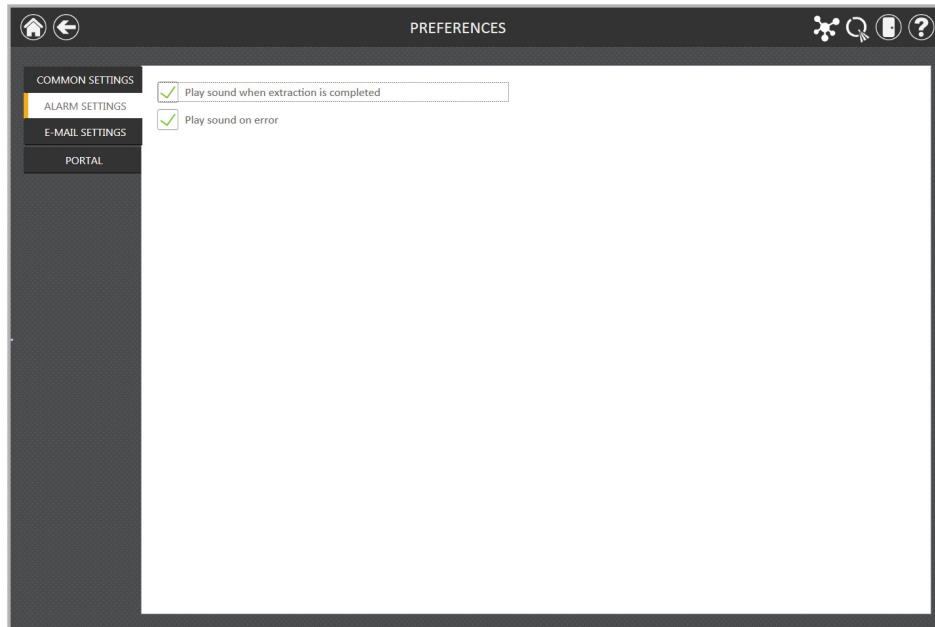 PREFERENCES
COMMON SETTINGS
ALARM SETTINGS
E-MAIL SETTINGS
PORTAL
Play sound when extraction is completed
Play sound on error
?